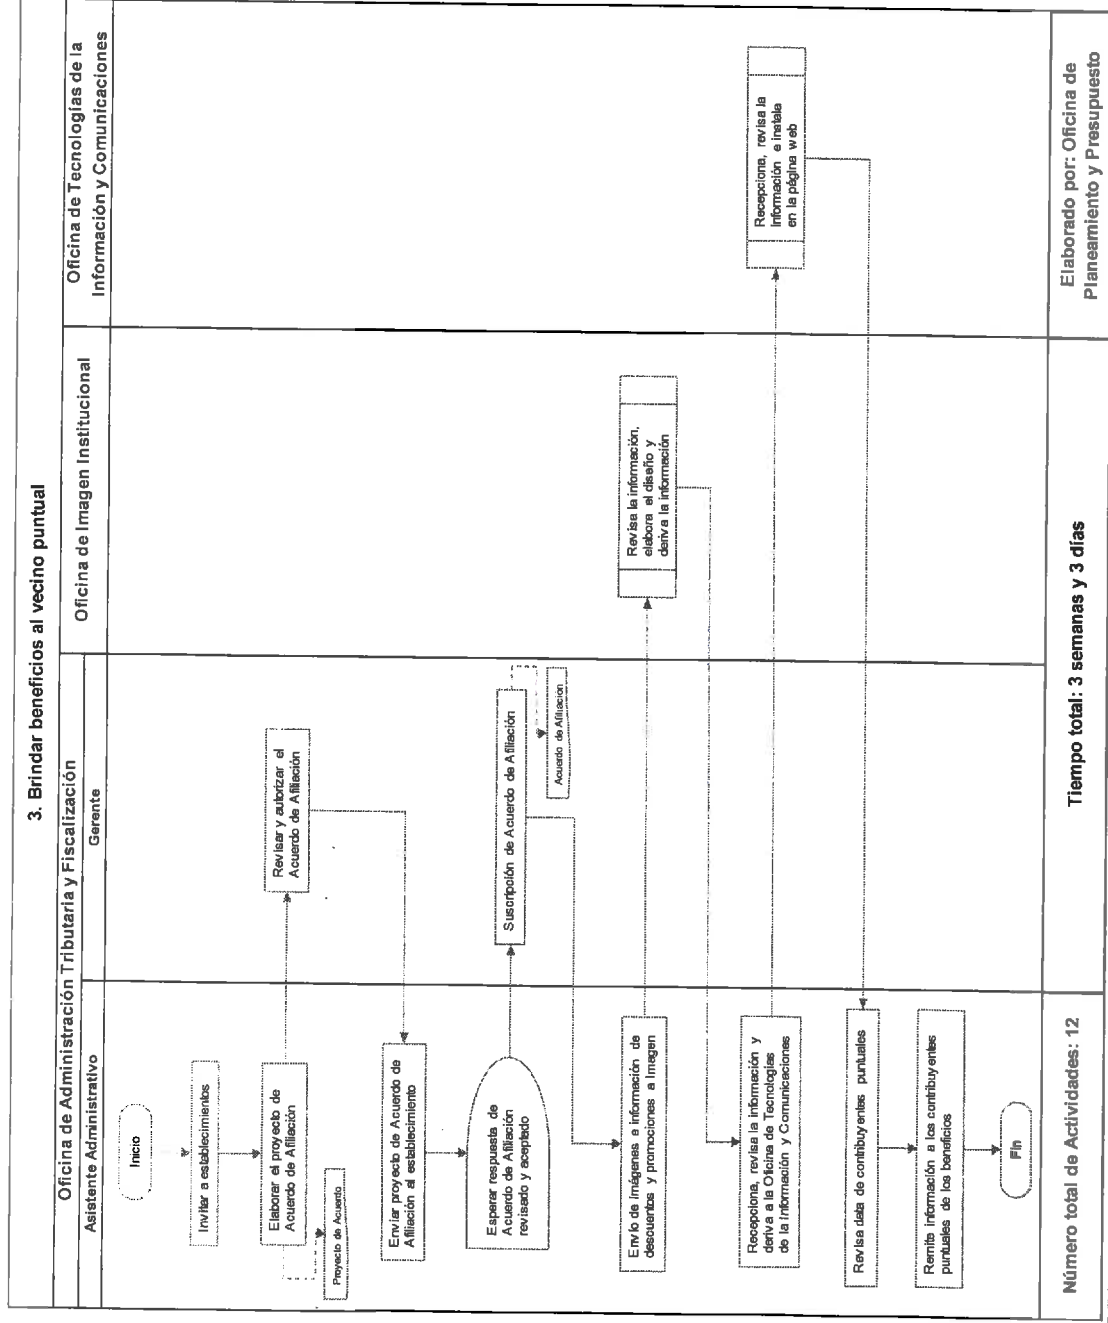 3. Brindar beneficios al vecino puntual
Oficina de Administración Tributaria y Fiscalización
Asistente Administrativo
Gerente
Oficina de Imagen Institucional
Oficina de Tecnologías de la
Información y Comunicaciones
Inicio
Invitar a establecimientos
Elaborar el proyecto de
Acuerdo de Afiliación
Proyecto de Acuerdo
Revisar y autorizar el
Acuerdo de Afiliación
Enviar proyecto de Acuerdo de
Afiliación al establecimiento
Esperar respuesta de
Acuerdo de Afiliación
revisado y aceptado
Suscripción de Acuerdo de Afiliación
Acuerdo de Afiliación
Envío de imágenes e información de
descuentos y promociones a Imagen
Revisa la información,
elabora el diseño y
deriva la información
Recepciona, revisa la información y
deriva a la Oficina de Tecnologías
de la Información y Comunicaciones
Recepciona, revisa la
información e instala
en la página web
Revisa data de contribuyentes puntuales
Remite información a los contribuyentes
puntuales de los beneficios
Fin
Número total de Actividades: 12
Tiempo total: 3 semanas y 3 días
Elaborado por: Oficina de
Planeamiento y Presupuesto